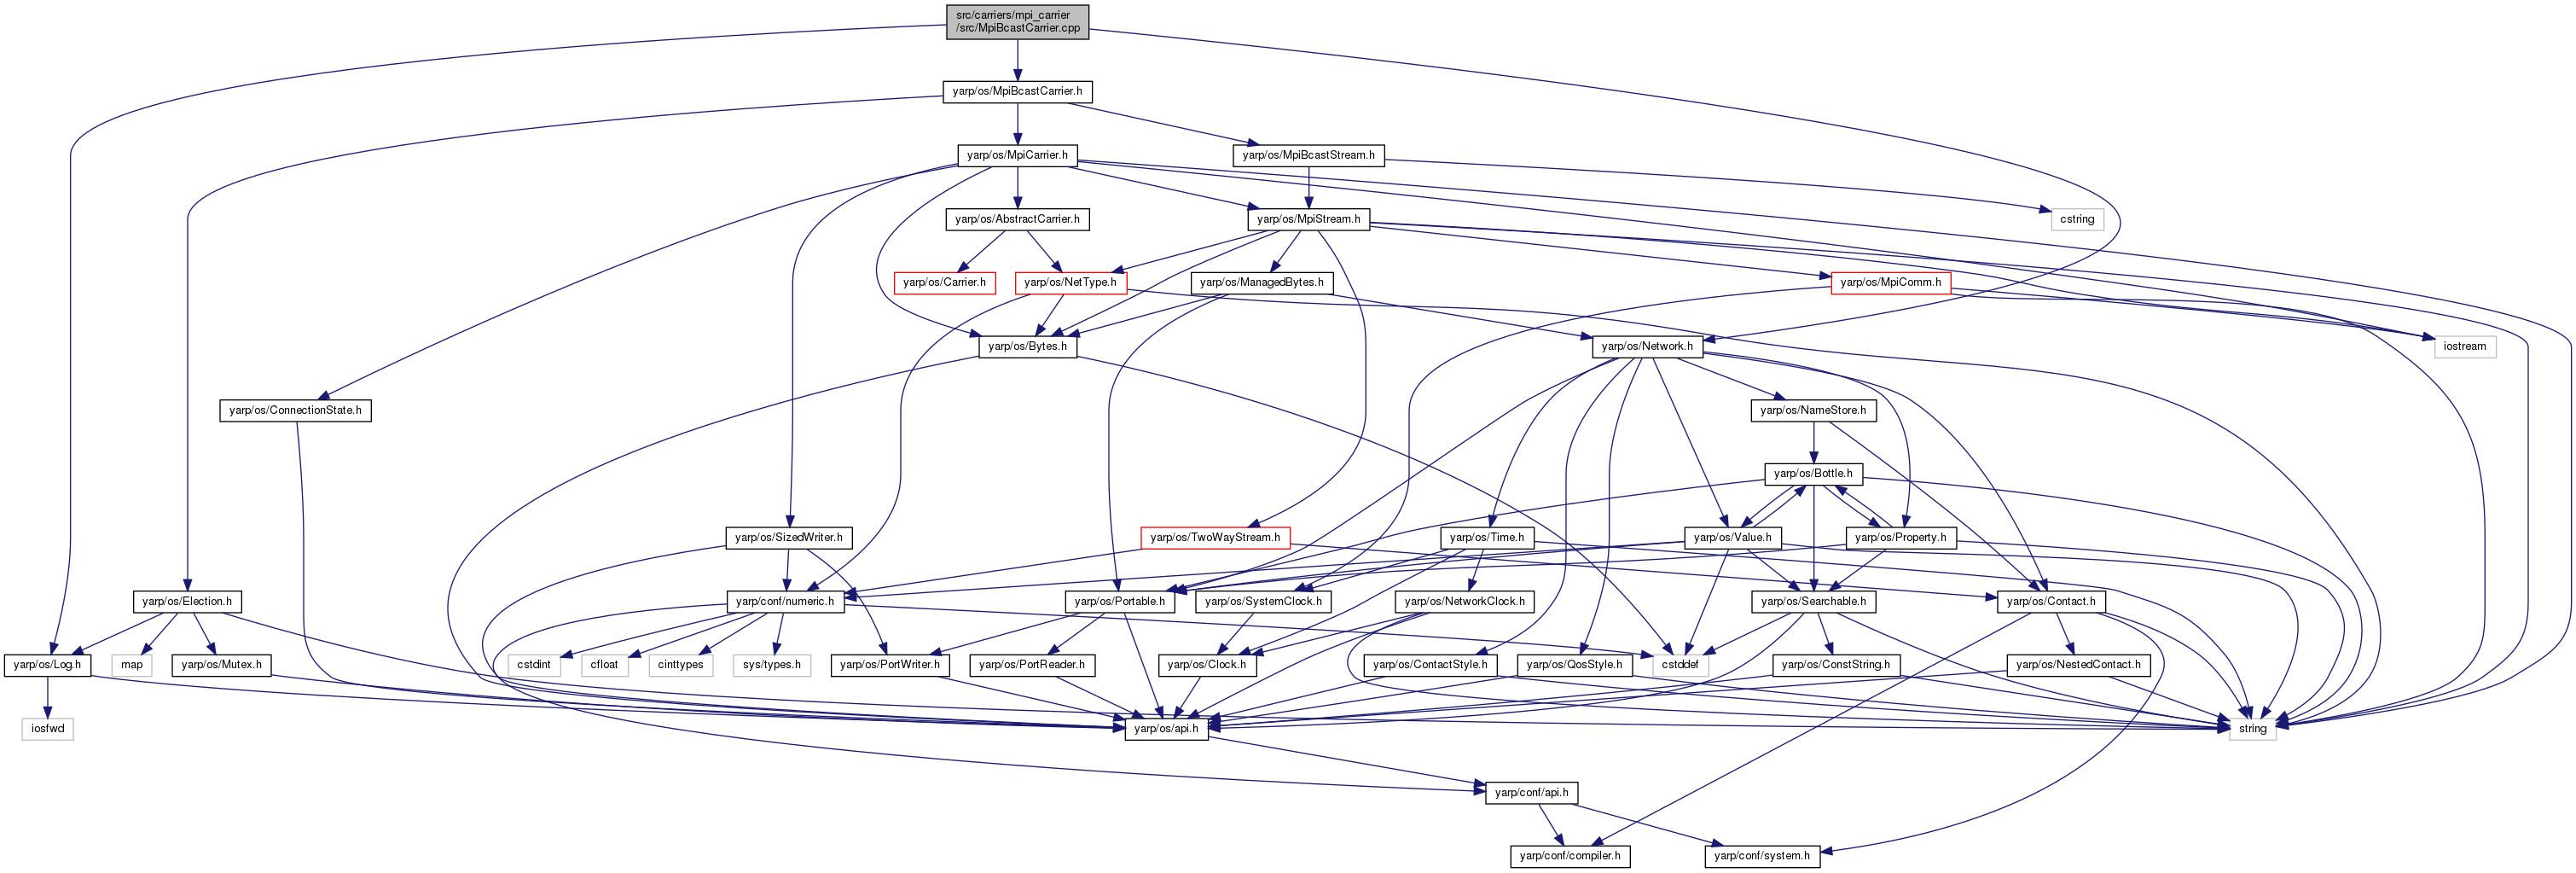 src/carriers/mpi_carrier
/src/MpiBcastCarrier.cpp
yarp/os/MpiBcastCarrier.h
yarp/os/MpiCarrier.h
yarp/os/MpiBcastStream.h
yarp/os/AbstractCarrier.h
yarp/os/MpiStream.h
cstring
yarp/os/Carrier.h
yarp/os/NetType.h
yarp/os/ManagedBytes.h
yarp/os/MpiComm.h
yarp/os/Bytes.h
yarp/os/Network.h
iostream
yarp/os/ConnectionState.h
yarp/os/NameStore.h
yarp/os/Bottle.h
yarp/os/SizedWriter.h
yarp/os/TwoWayStream.h
yarp/os/Time.h
yarp/os/Value.h
yarp/os/Property.h
yarp/os/Election.h
yarp/conf/numeric.h
yarp/os/Portable.h
yarp/os/SystemClock.h
yarp/os/NetworkClock.h
yarp/os/Searchable.h
yarp/os/Contact.h
yarp/os/Log.h
map
yarp/os/Mutex.h
cstdint
cfloat
cinttypes
sys/types.h
yarp/os/PortWriter.h
yarp/os/PortReader.h
yarp/os/Clock.h
yarp/os/ContactStyle.h
yarp/os/QosStyle.h
cstddef
yarp/os/ConstString.h
yarp/os/NestedContact.h
iosfwd
yarp/os/api.h
string
yarp/conf/api.h
yarp/conf/compiler.h
yarp/conf/system.h